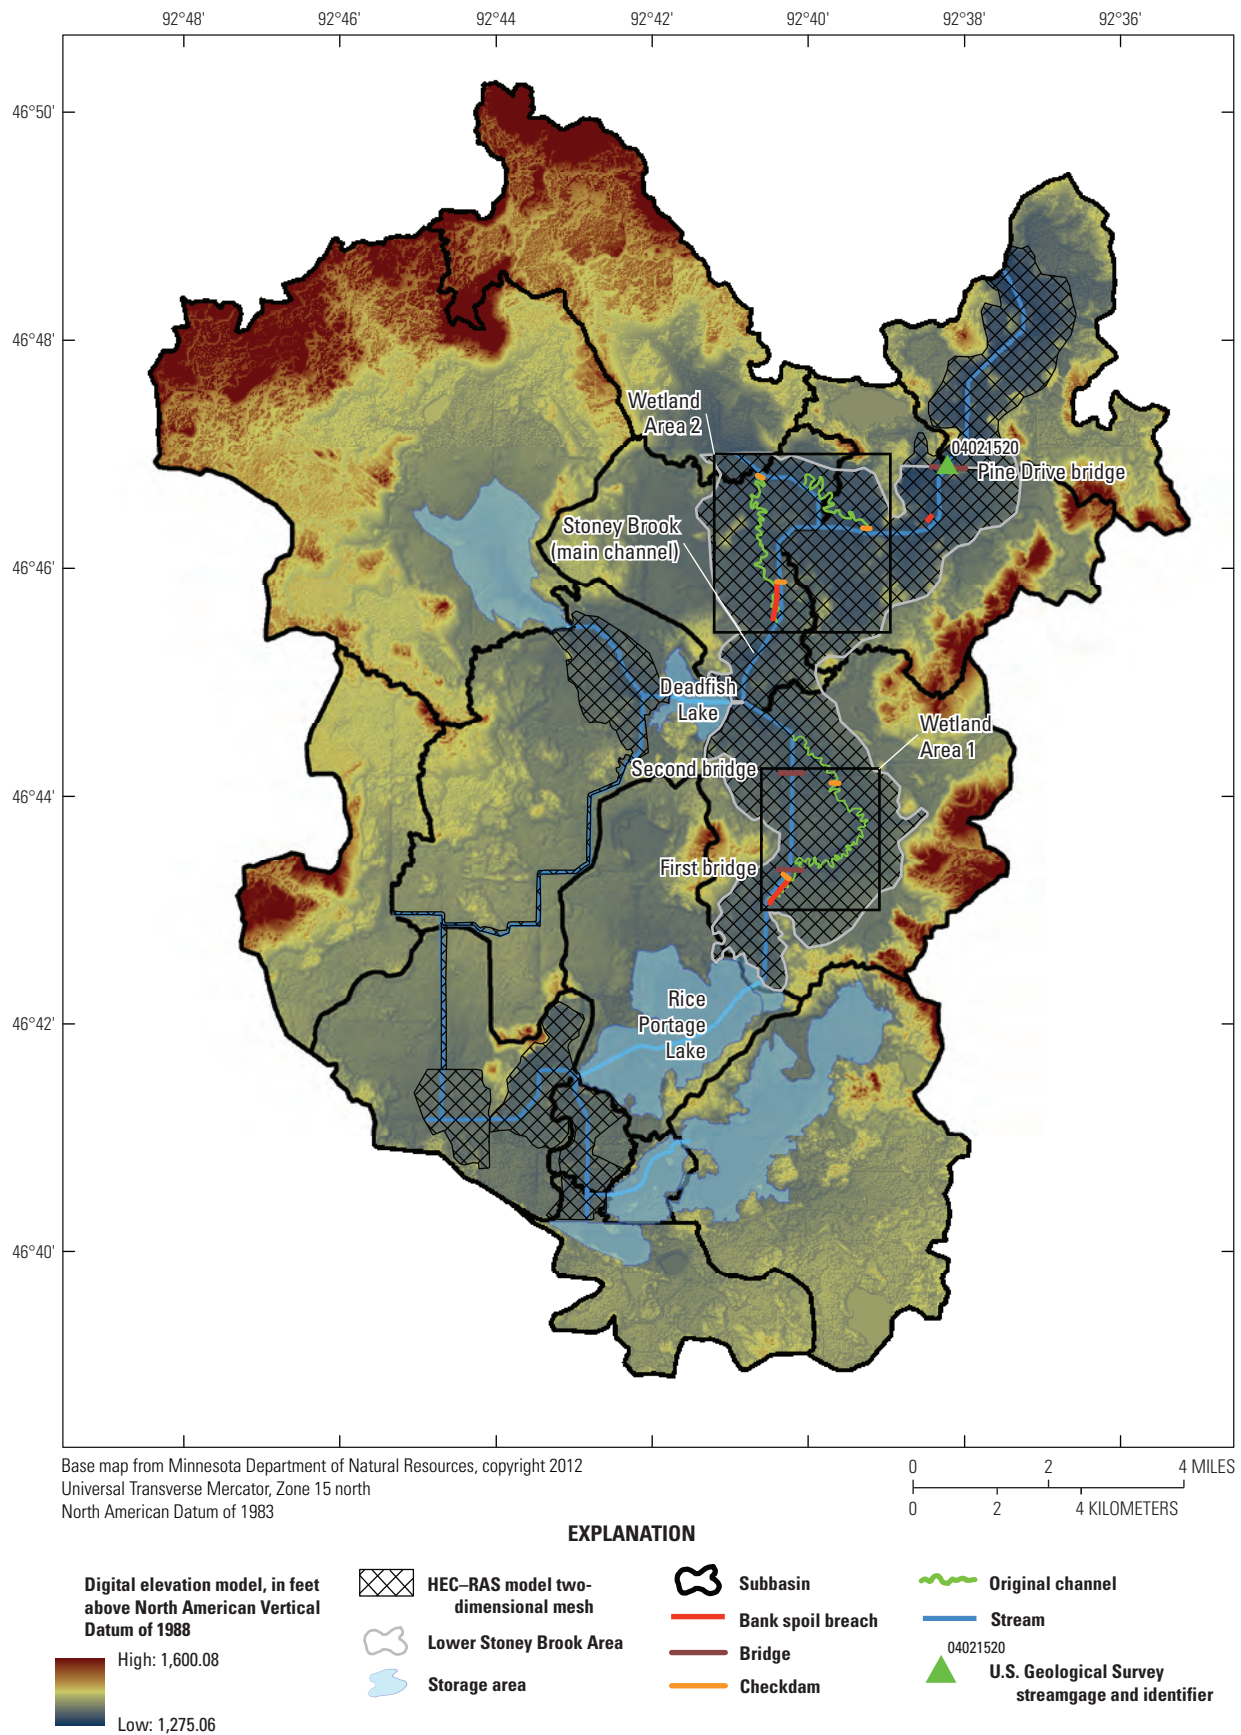 92°48'
92°46'
92°44'
92°42'
92°40'
92°38'
92°36'
46°50'
46°48'
46°46'
46°44'
46°42'
46°40'
Wetland
Area 2
04021520
Pine Drive bridge
Stoney Brook
(main channel)
Deadfish
Lake
Wetland
Area 1
Second bridge
First bridge
Rice
Portage
Lake
Base map from Minnesota Department of Natural Resources, copyright 2012
Universal Transverse Mercator, Zone 15 north
North American Datum of 1983
0 2 4 MILES
0 2 4 KILOMETERS
EXPLANATION
Digital elevation model, in feet
above North American Vertical
Datum of 1988
High: 1,600.08
Low: 1,275.06
HEC–RAS model two-
dimensional mesh
Lower Stoney Brook Area
Storage area
Subbasin
Bank spoil breach
Bridge
Checkdam
Original channel
Stream
04021520
U.S. Geological Survey
streamgage and identifier